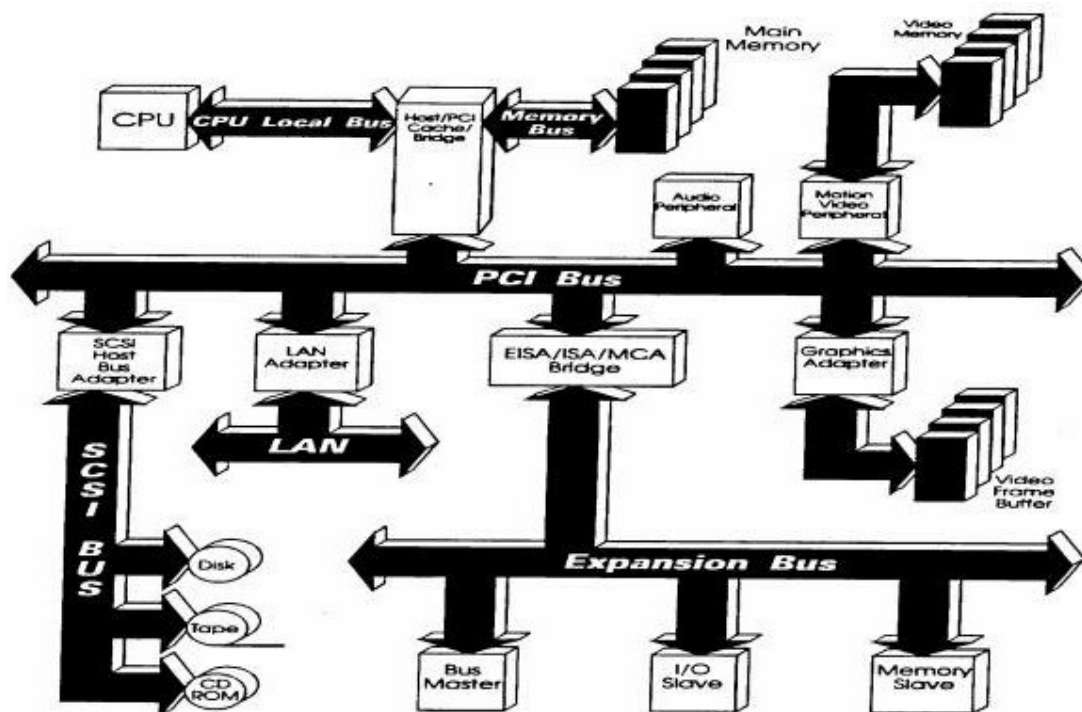 Main
Memory
Video
Memory
CPU
CPU Local Bus
Host/PCI
Cache/
Bridge
Memory
Bus
Audio
Peripheral
Motion
Video
Peripheral
PCI Bus
SCSI
Host
Bus
Adapter
LAN
Adapter
EISA/ISA/MCA
Bridge
Graphics
Adapter
LAN
SCSI BUS
Video
Frame
Buffer
Disk
Expansion Bus
Tape
CD
ROM
Bus
Master
I/O
Slave
Memory
Slave